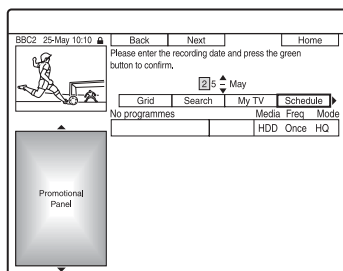 BBC2 25-May 10:10
Back Next Home
Please enter the recording date and press the green
button to confirm.
25 May
Grid Search My TV Schedule
No programmes Media Freq Mode
HDD Once HQ
Promotional
Panel